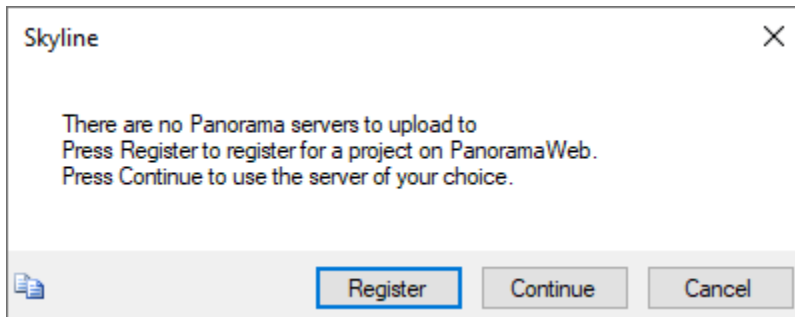 Skyline
There are no Panorama servers to upload to
Press Register to register for a project on PanoramaWeb.
Press Continue to use the server of your choice.
Register
Continue
Cancel